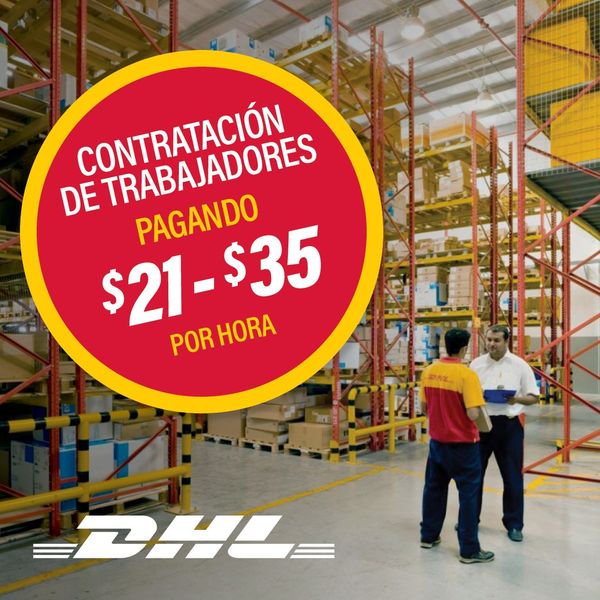 CONTRATACIÓN
DE TRABAJADORES
PAGANDO
$21 - $35
POR HORA
DHL